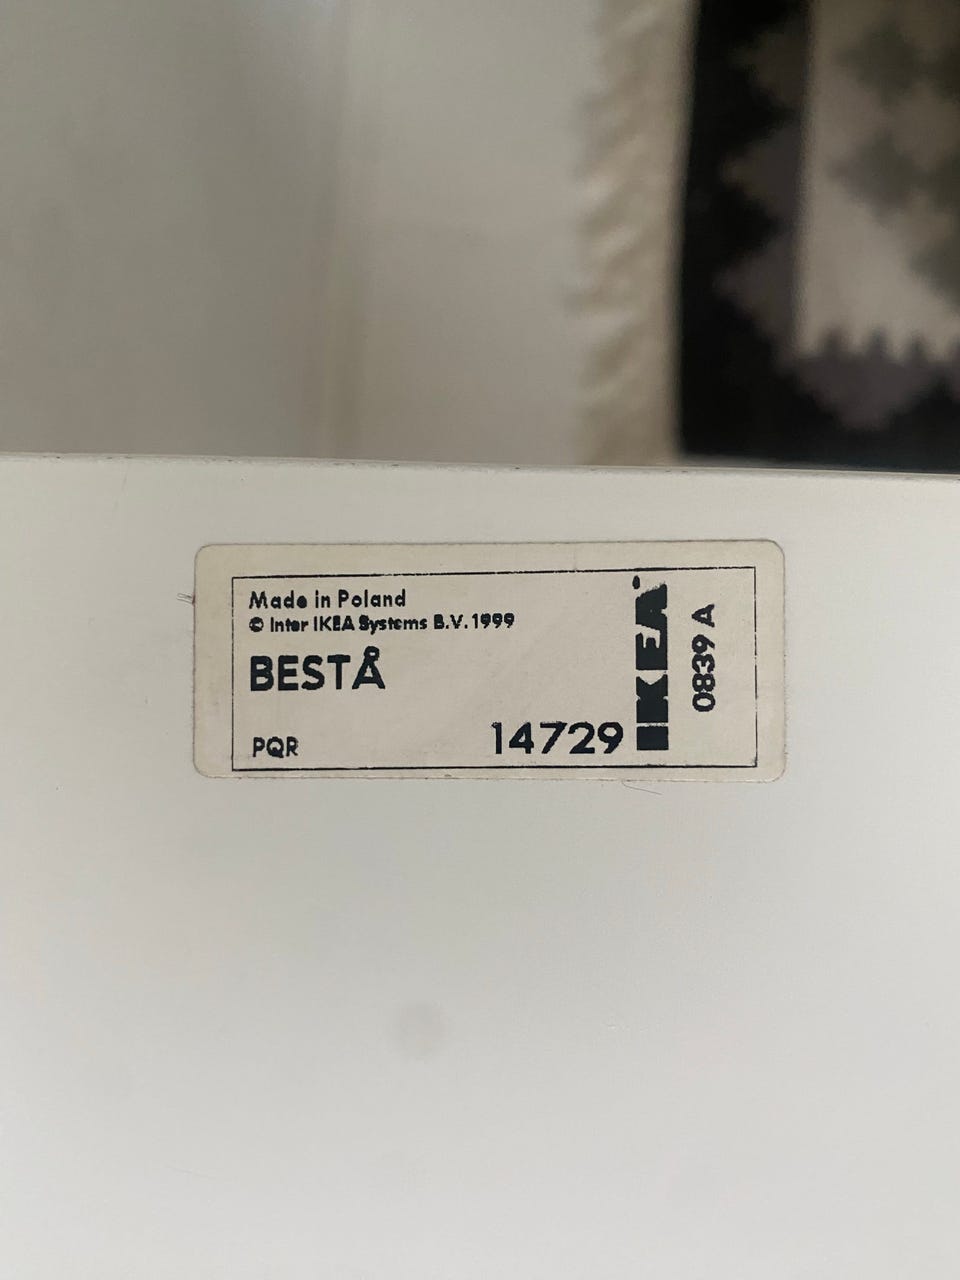 Made in Poland
© Inter IKEA Systems B.V. 1999
BESTÅ
PQR
14729
IKEA
0839 A